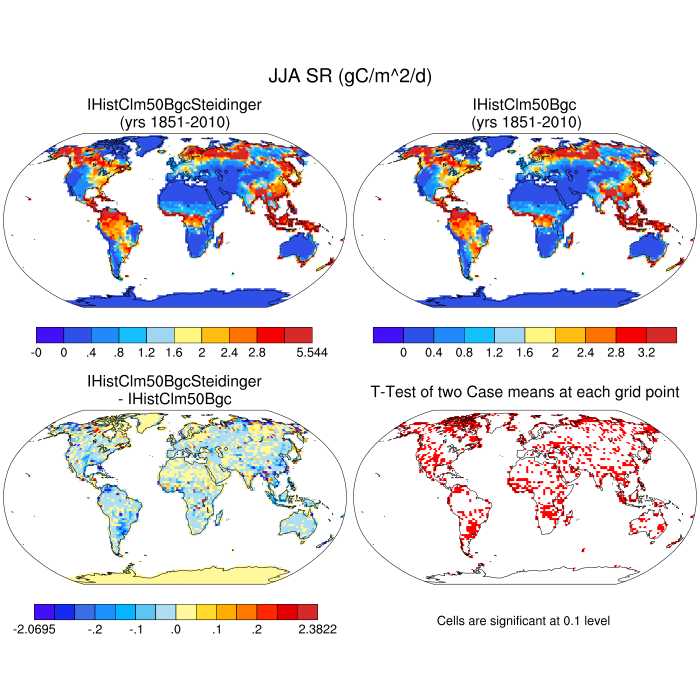 JJA SR (gC/m^2/d)
IHistClm50BgcSteidinger
(yrs 1851-2010)
IHistClm50Bgc
(yrs 1851-2010)
-0 0 .4 .8 1.2 1.6 2 2.4 2.8 5.544
0 0.4 0.8 1.2 1.6 2 2.4 2.8 3.2
IHistClm50BgcSteidinger
- IHistClm50Bgc
T-Test of two Case means at each grid point
-2.0695 -.2 -.1 .0 .1 .2 2.3822
Cells are significant at 0.1 level